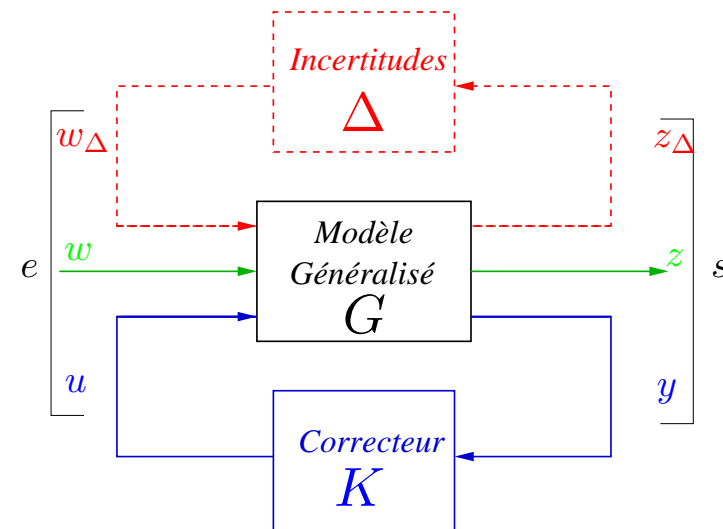 Incertitudes
Δ
w_Δ
z_Δ
Modèle
Généralisé
G
w
z
e
s
u
y
Correcteur
K